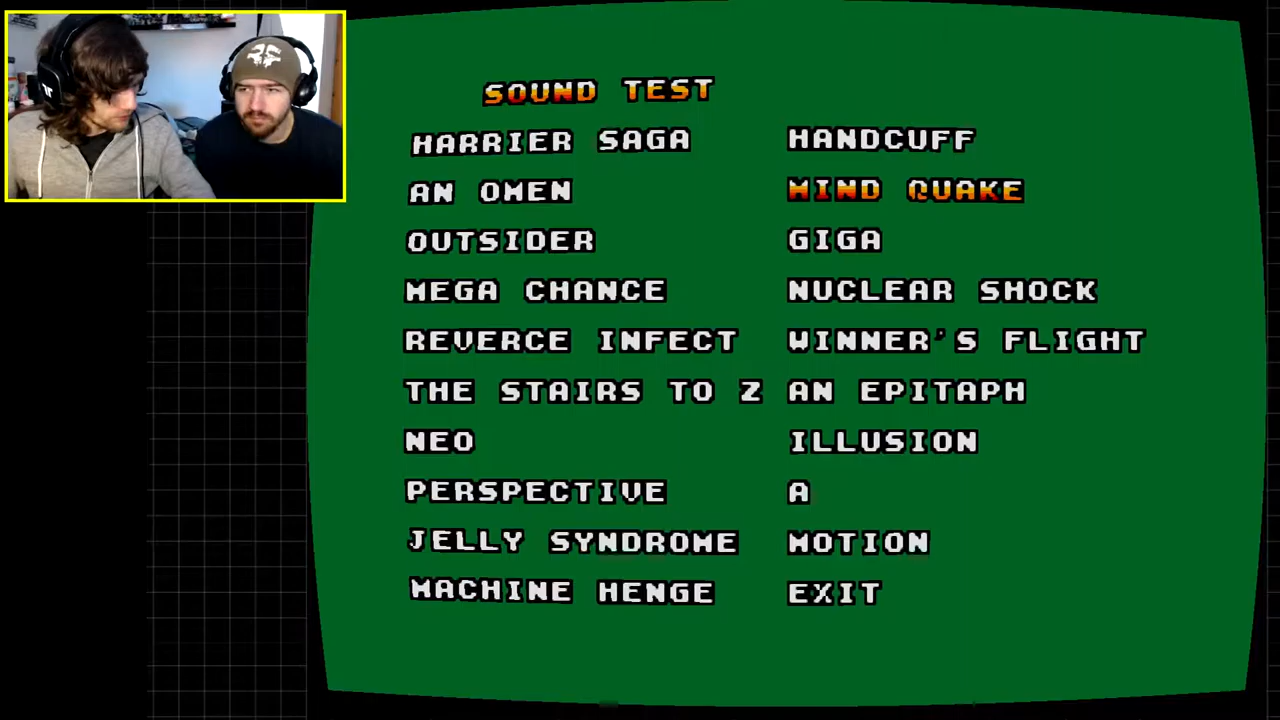 SOUND TEST
HARRIER SAGA
AN OMEN
OUTSIDER
MEGA CHANCE
REVERCE INFECT
THE STAIRS TO Z
NEO
PERSPECTIVE
JELLY SYNDROME
MACHINE HENGE
HANDCUFF
MIND QUAKE
GIGA
NUCLEAR SHOCK
WINNER'S FLIGHT
AN EPITAPH
ILLUSION
A
MOTION
EXIT